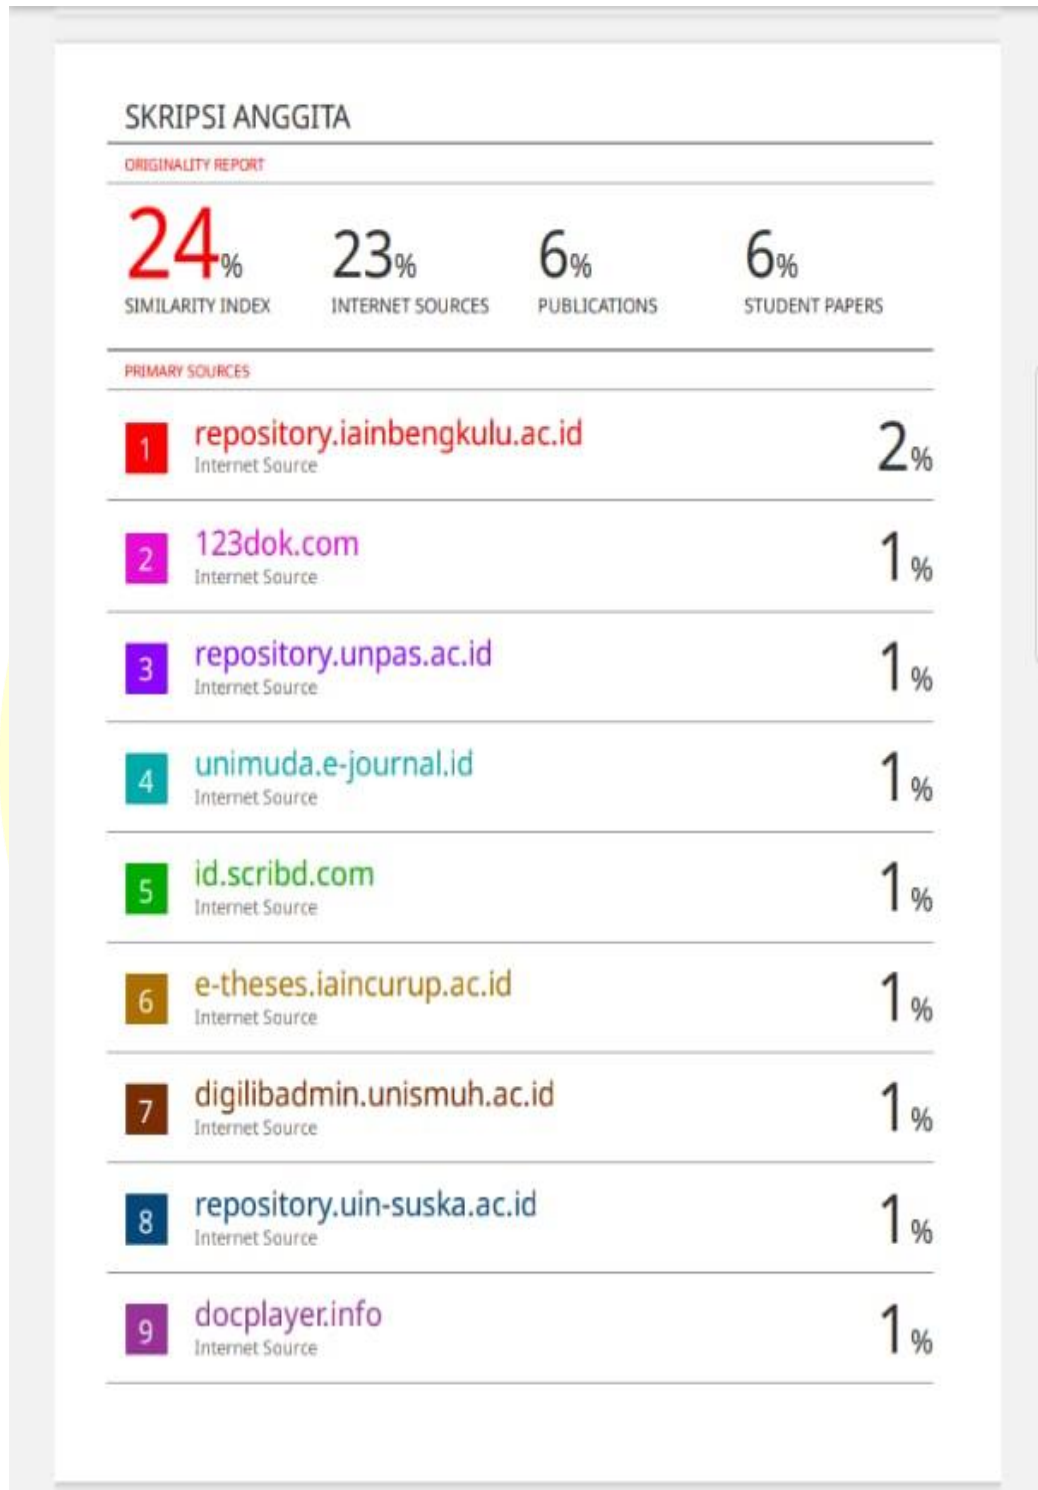 SKRIPSI ANGGITA
ORIGINALITY REPORT
24% 23% 6% 6%
SIMILARITY INDEX INTERNET SOURCES PUBLICATIONS STUDENT PAPERS
PRIMARY SOURCES
1 repository.iainbengkulu.ac.id 2%
Internet Source
2 123dok.com 1%
Internet Source
3 repository.unpas.ac.id 1%
Internet Source
4 unimuda.e-journal.id 1%
Internet Source
5 id.scribd.com 1%
Internet Source
6 e-theses.iaincurup.ac.id 1%
Internet Source
7 digilibadmin.unismuh.ac.id 1%
Internet Source
8 repository.uin-suska.ac.id 1%
Internet Source
9 docplayer.info 1%
Internet Source